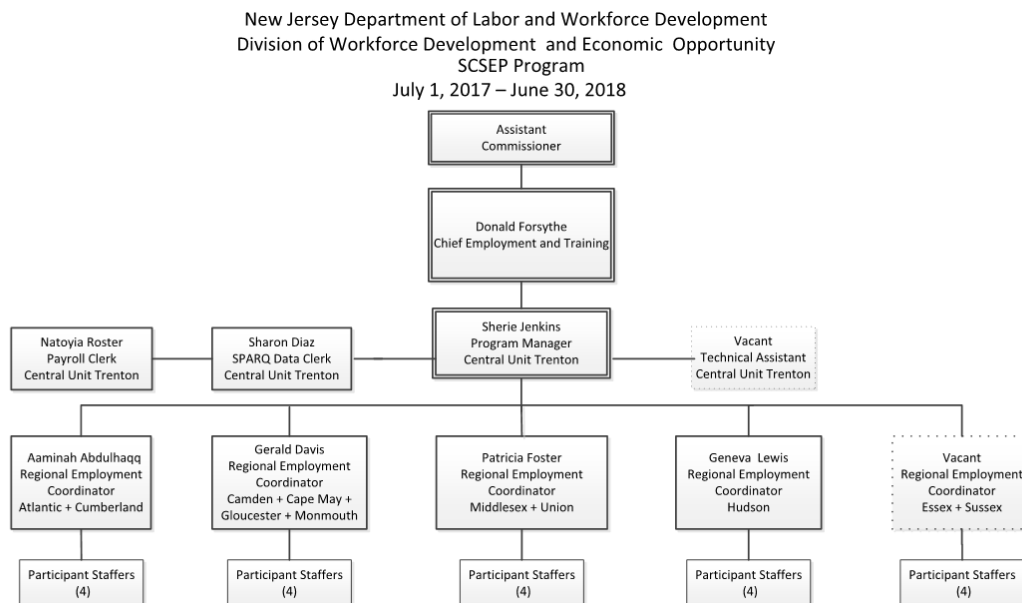 New Jersey Department of Labor and Workforce Development
Division of Workforce Development and Economic Opportunity
SCSEP Program
July 1, 2017 – June 30, 2018
Assistant
Commissioner
Donald Forsythe
Chief Employment and Training
Natoyia Roster
Payroll Clerk
Central Unit Trenton
Sharon Diaz
SPARQ Data Clerk
Central Unit Trenton
Sherie Jenkins
Program Manager
Central Unit Trenton
Vacant
Technical Assistant
Central Unit Trenton
Aaminah Abdulhaqq
Regional Employment
Coordinator
Atlantic + Cumberland
Gerald Davis
Regional Employment
Coordinator
Camden + Cape May +
Gloucester + Monmouth
Patricia Foster
Regional Employment
Coordinator
Middlesex + Union
Geneva Lewis
Regional Employment
Coordinator
Hudson
Vacant
Regional Employment
Coordinator
Essex + Sussex
Participant Staffers
(4)
Participant Staffers
(4)
Participant Staffers
(4)
Participant Staffers
(4)
Participant Staffers
(4)